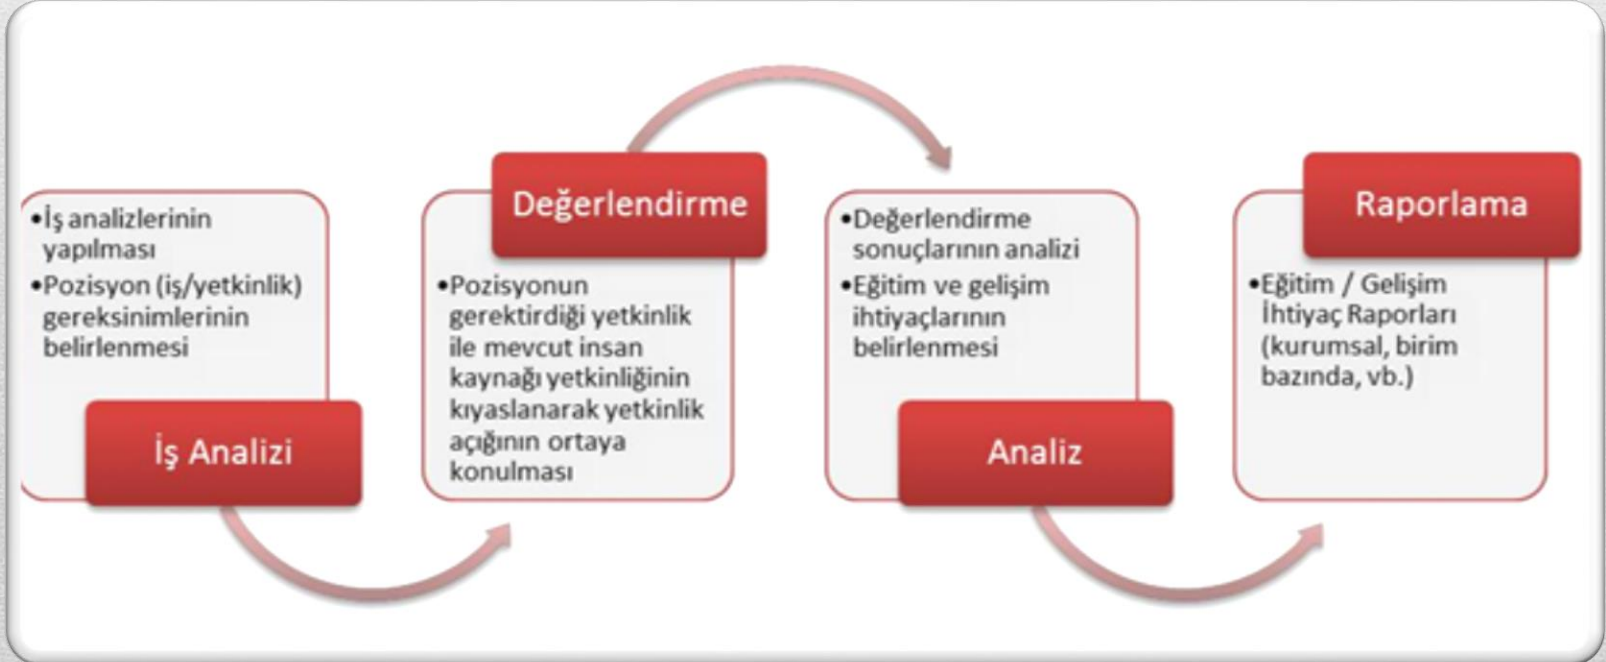 •İş analizlerinin
yapılması
•Pozisyon (iş/yetkinlik)
gereksinimlerinin
belirlenmesi
İş Analizi
Değerlendirme
•Pozisyonun
gerektirdiği yetkinlik
ile mevcut insan
kaynağı yetkinliğinin
kıyaslanarak yetkinlik
açığının ortaya
konulması
•Değerlendirme
sonuçlarının analizi
•Eğitim ve gelişim
ihtiyaçlarının
belirlenmesi
Analiz
Raporlama
•Eğitim / Gelişim
İhtiyaç Raporları
(kurumsal, birim
bazında, vb.)